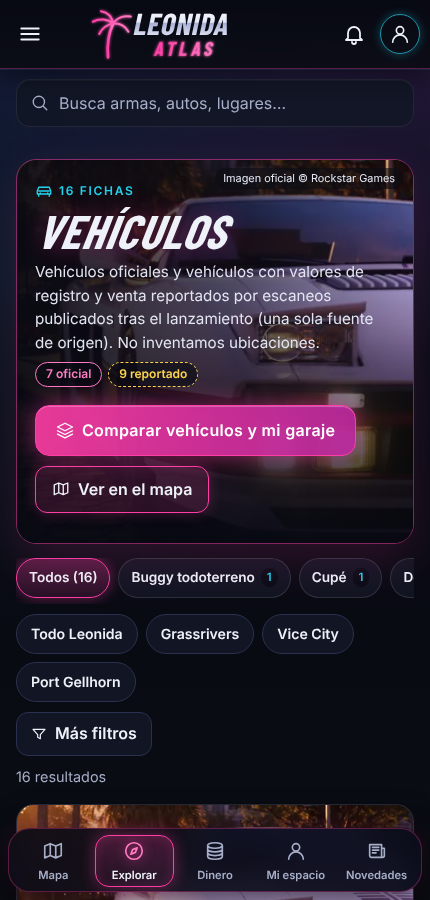 LEONIDA
ATLAS
Busca armas, autos, lugares...
Imagen oficial © Rockstar Games
16 FICHAS
VEHÍCULOS
Vehículos oficiales y vehículos con valores de
registro y venta reportados por escaneos
publicados tras el lanzamiento (una sola fuente
de origen). No inventamos ubicaciones.
7 oficial 9 reportado
Comparar vehículos y mi garaje
Ver en el mapa
Todos (16) Buggy todoterreno 1 Cupé 1 D
Todo Leonida Grassrivers Vice City
Port Gellhorn
Más filtros
16 resultados
Mapa Explorar Dinero Mi espacio Novedades